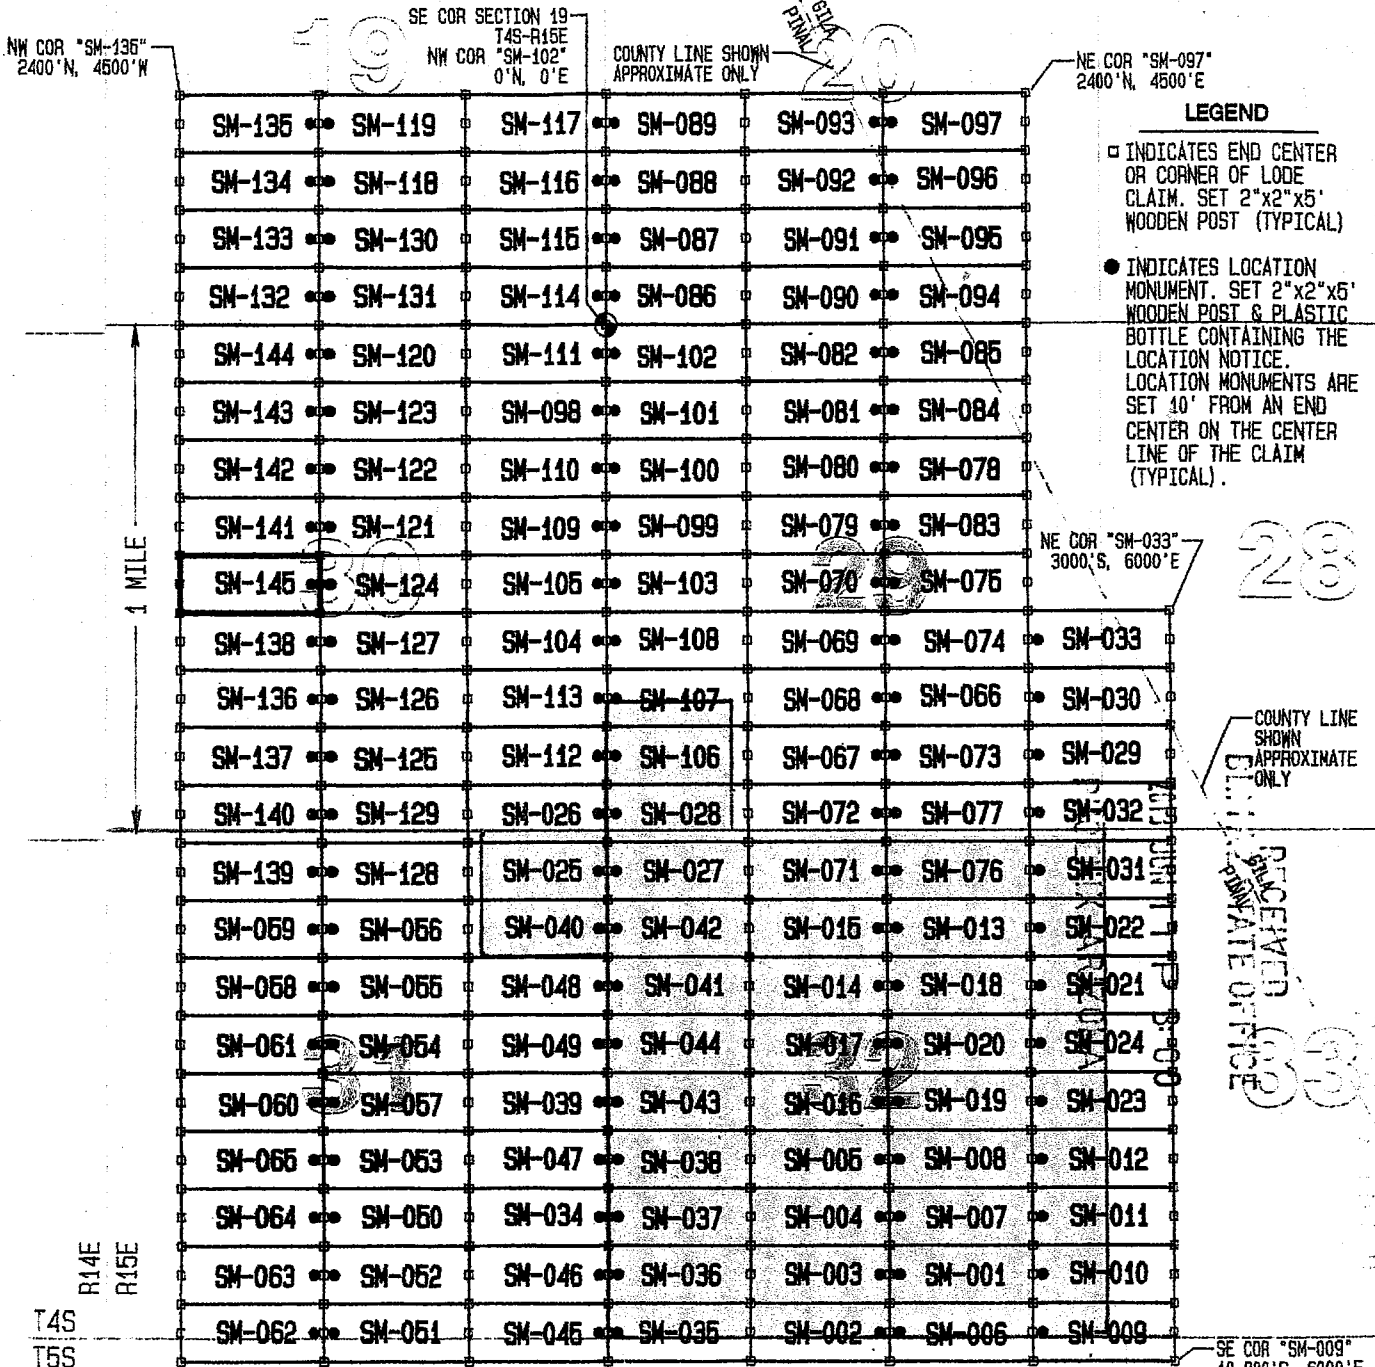 19
20
28
29
30
31
32
33
SE COR SECTION 19
T4S-R15E
NW COR "SM-102"
0'N, 0'E
NW COR "SM-135"
2400'N, 4500'W
COUNTY LINE SHOWN
APPROXIMATE ONLY
GILA
PINAL
NE COR "SM-097"
2400'N, 4500'E
LEGEND
INDICATES END CENTER
OR CORNER OF LODE
CLAIM. SET 2"x2"x5'
WOODEN POST (TYPICAL)
INDICATES LOCATION
MONUMENT. SET 2"x2"x5'
WOODEN POST & PLASTIC
BOTTLE CONTAINING THE
LOCATION NOTICE.
LOCATION MONUMENTS ARE
SET 10' FROM AN END
CENTER ON THE CENTER
LINE OF THE CLAIM
(TYPICAL).
SM-135 SM-119 SM-117 SM-089 SM-093 SM-097
SM-134 SM-118 SM-116 SM-088 SM-092 SM-096
SM-133 SM-130 SM-115 SM-087 SM-091 SM-095
SM-132 SM-131 SM-114 SM-086 SM-090 SM-094
SM-144 SM-120 SM-111 SM-102 SM-082 SM-085
SM-143 SM-123 SM-098 SM-101 SM-081 SM-084
SM-142 SM-122 SM-110 SM-100 SM-080 SM-078
SM-141 SM-121 SM-109 SM-099 SM-079 SM-083
SM-145 SM-124 SM-105 SM-103 SM-070 SM-075
SM-138 SM-127 SM-104 SM-108 SM-069 SM-074 SM-033
SM-136 SM-126 SM-113 SM-107 SM-068 SM-066 SM-030
SM-137 SM-125 SM-112 SM-106 SM-067 SM-073 SM-029
SM-140 SM-129 SM-026 SM-028 SM-072 SM-077 SM-032
SM-139 SM-128 SM-025 SM-027 SM-071 SM-076 SM-031
SM-059 SM-056 SM-040 SM-042 SM-015 SM-013 SM-022
SM-058 SM-055 SM-048 SM-041 SM-014 SM-018 SM-021
SM-061 SM-054 SM-049 SM-044 SM-017 SM-020 SM-024
SM-060 SM-057 SM-039 SM-043 SM-016 SM-019 SM-023
SM-065 SM-053 SM-047 SM-038 SM-005 SM-008 SM-012
SM-064 SM-050 SM-034 SM-037 SM-004 SM-007 SM-011
SM-063 SM-052 SM-046 SM-036 SM-003 SM-001 SM-010
SM-062 SM-051 SM-045 SM-035 SM-002 SM-006 SM-009
1 MILE
NE COR "SM-033"
3000'S, 6000'E
COUNTY LINE
SHOWN
APPROXIMATE
ONLY
GILA
PINAL
RECEIVED
STATE OFFICE
R14E
R15E
T4S
T5S
SE COR "SM-009"
6000'E